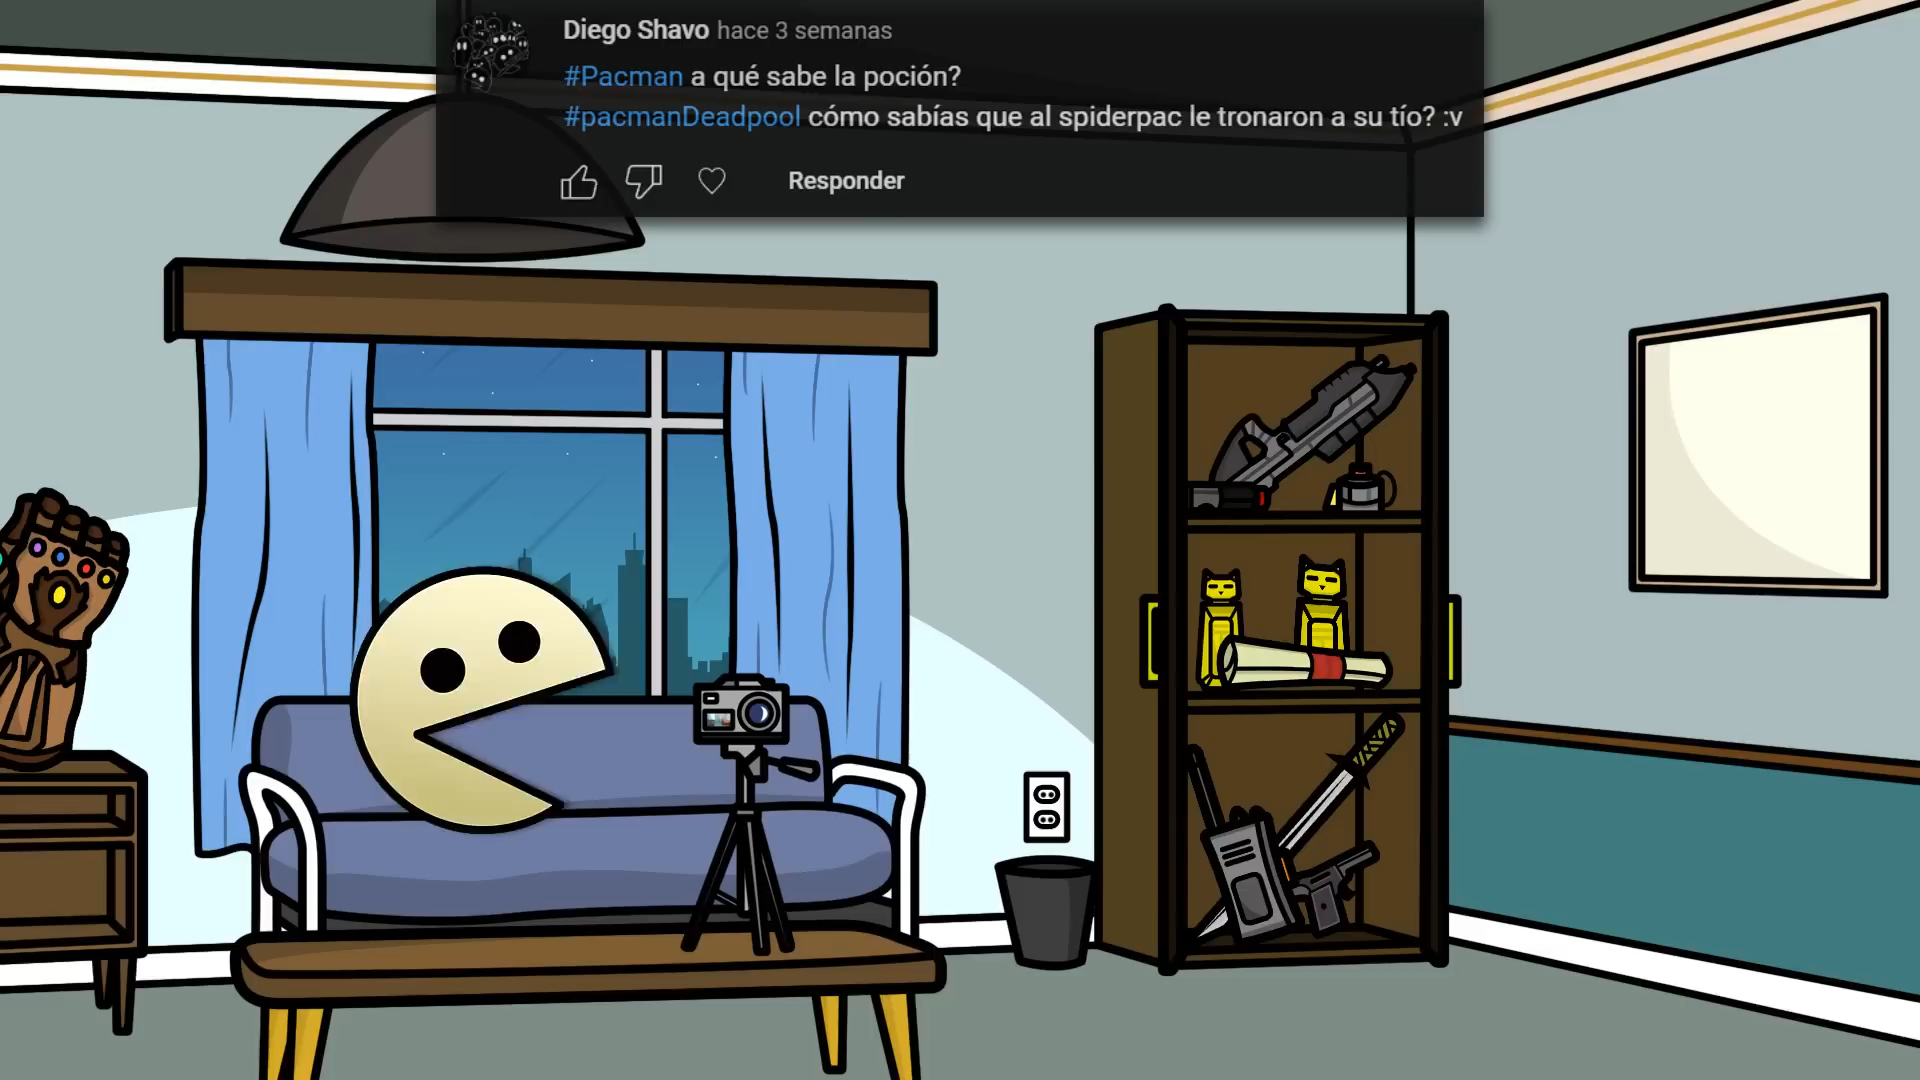 Diego Shavo hace 3 semanas
#Pacman a qué sabe la poción?
#pacmanDeadpool cómo sabías que al spiderpac le tronaron a su tío? :v
Responder